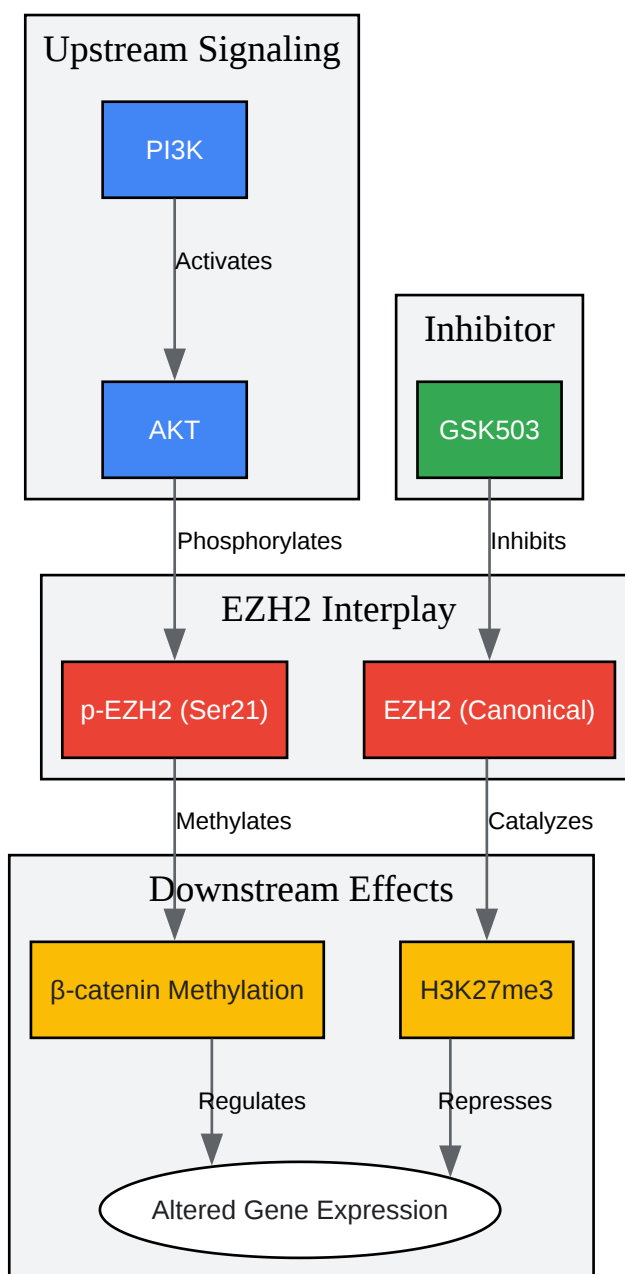 Upstream Signaling
PI3K
Activates
Inhibitor
AKT
GSK503
Phosphorylates
Inhibits
EZH2 Interplay
p-EZH2 (Ser21)
EZH2 (Canonical)
Methylates
Catalyzes
Downstream Effects
β-catenin Methylation
H3K27me3
Regulates
Represses
Altered Gene Expression